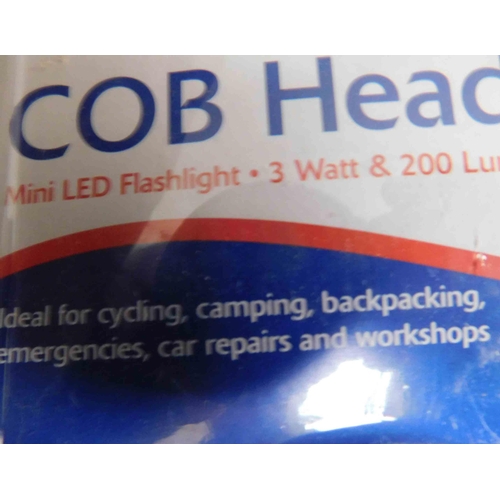 COB Head
Mini LED Flashlight • 3 Watt & 200 Lu
Ideal for cycling, camping, backpacking,
emergencies, car repairs and workshops